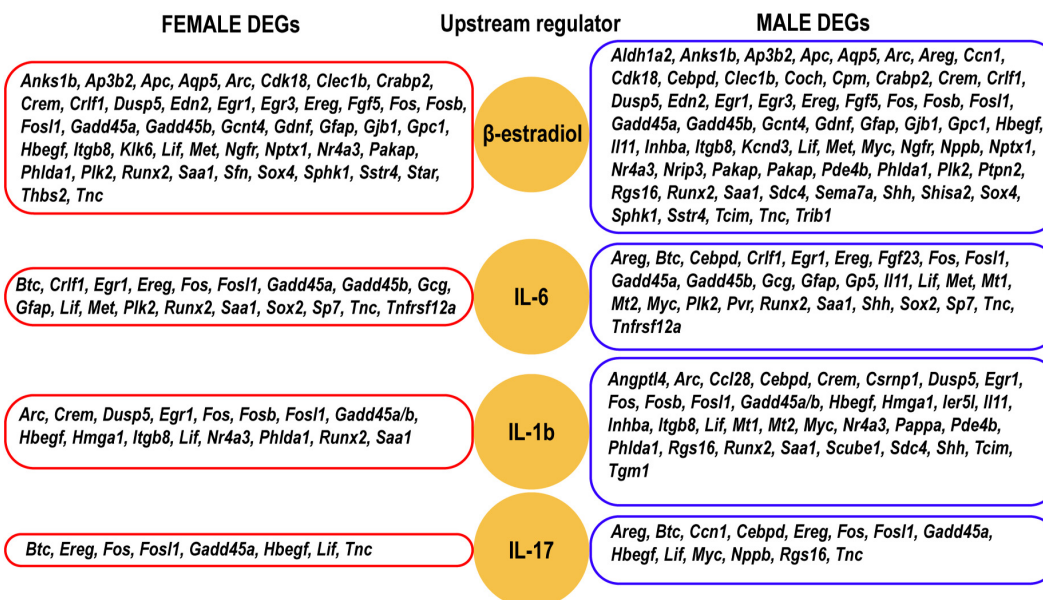 FEMALE DEGs
Upstream regulator
MALE DEGs
Anks1b, Ap3b2, Apc, Aqp5, Arc, Cdk18, Clec1b, Crabp2,
Crem, Crlf1, Dusp5, Edn2, Egr1, Egr3, Ereg, Fgf5, Fos, Fosb,
Fosl1, Gadd45a, Gadd45b, Gcnt4, Gdnf, Gfap, Gjb1, Gpc1,
Hbegf, Itgb8, Klk6, Lif, Met, Ngfr, Nptx1, Nr4a3, Pakap,
Phlda1, Plk2, Runx2, Saa1, Sfn, Sox4, Sphk1, Sstr4, Star,
Thbs2, Tnc
β-estradiol
Aldh1a2, Anks1b, Ap3b2, Apc, Aqp5, Arc, Areg, Ccn1,
Cdk18, Cebpd, Clec1b, Coch, Cpm, Crabp2, Crem, Crlf1,
Dusp5, Edn2, Egr1, Egr3, Ereg, Fgf5, Fos, Fosb, Fosl1,
Gadd45a, Gadd45b, Gcnt4, Gdnf, Gfap, Gjb1, Gpc1, Hbegf,
Il11, Inhba, Itgb8, Kcnd3, Lif, Met, Myc, Ngfr, Nppb, Nptx1,
Nr4a3, Nrip3, Pakap, Pakap, Pde4b, Phlda1, Plk2, Ptpn2,
Rgs16, Runx2, Saa1, Sdc4, Sema7a, Shh, Shisa2, Sox4,
Sphk1, Sstr4, Tcim, Tnc, Trib1
Btc, Crlf1, Egr1, Ereg, Fos, Fosl1, Gadd45a, Gadd45b, Gcg,
Gfap, Lif, Met, Plk2, Runx2, Saa1, Sox2, Sp7, Tnc, Tnfrsf12a
IL-6
Areg, Btc, Cebpd, Crlf1, Egr1, Ereg, Fgf23, Fos, Fosl1,
Gadd45a, Gadd45b, Gcg, Gfap, Gp5, Il11, Lif, Met, Mt1,
Mt2, Myc, Plk2, Pvr, Runx2, Saa1, Shh, Sox2, Sp7, Tnc,
Tnfrsf12a
Arc, Crem, Dusp5, Egr1, Fos, Fosb, Fosl1, Gadd45a/b,
Hbegf, Hmga1, Itgb8, Lif, Nr4a3, Phlda1, Runx2, Saa1
IL-1b
Angptl4, Arc, Ccl28, Cebpd, Crem, Csrnp1, Dusp5, Egr1,
Fos, Fosb, Fosl1, Gadd45a/b, Hbegf, Hmga1, Ier5l, Il11,
Inhba, Itgb8, Lif, Mt1, Mt2, Myc, Nr4a3, Pappa, Pde4b,
Phlda1, Rgs16, Runx2, Saa1, Scube1, Sdc4, Shh, Tcim,
Tgm1
Btc, Ereg, Fos, Fosl1, Gadd45a, Hbegf, Lif, Tnc
IL-17
Areg, Btc, Ccn1, Cebpd, Ereg, Fos, Fosl1, Gadd45a,
Hbegf, Lif, Myc, Nppb, Rgs16, Tnc